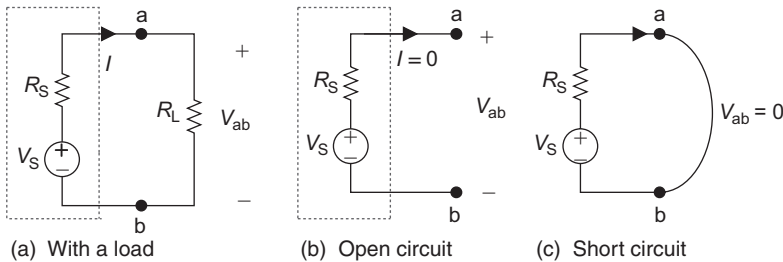 a
I
+
R_S
R_L
V_ab
V_S
+
−
−
b
(a) With a load
a
+
I = 0
R_S
V_ab
V_S
+
−
−
b
(b) Open circuit
a
R_S
V_ab = 0
V_S
+
−
b
(c) Short circuit